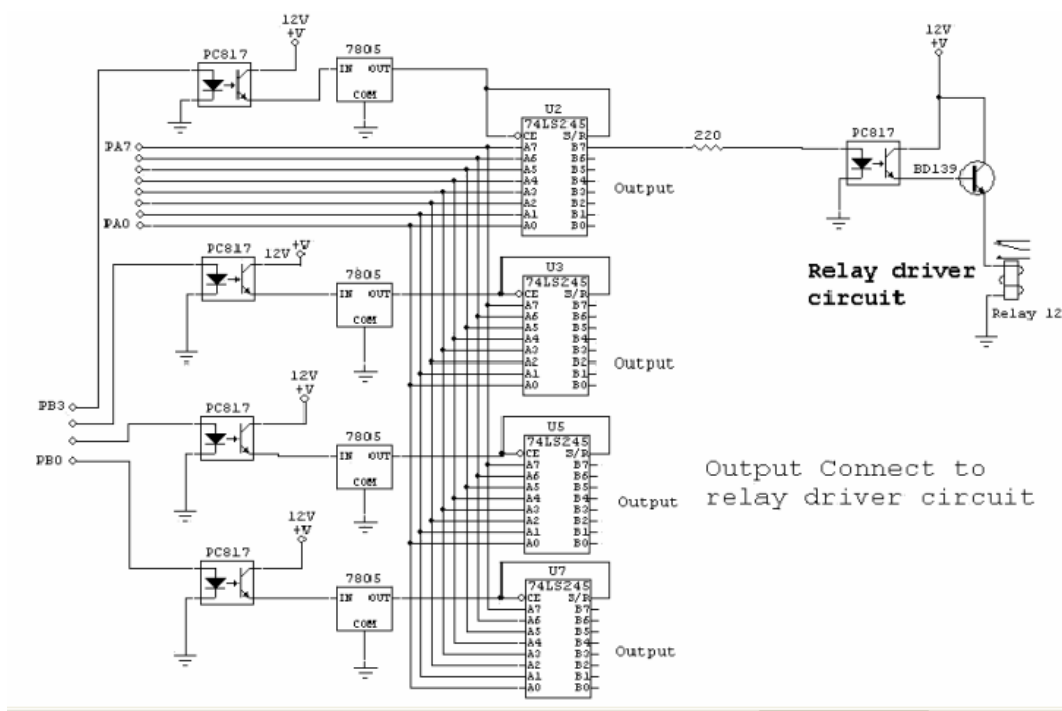 12V
+V
PC817
7805
IN OUT
COM
U2
74LS245
CE S/R
A7 B7
A6 B6
A5 B5
A4 B4
A3 B3
A2 B2
A1 B1
A0 B0
Output
220
12V
+V
PC817
BD139
Relay driver
circuit
Relay 12
PA7
PA0
PC817
12V
+V
7805
IN OUT
COM
U3
74LS245
CE S/R
A7 B7
A6 B6
A5 B5
A4 B4
A3 B3
A2 B2
A1 B1
A0 B0
Output
PB3
PB0
12V
+V
PC817
7805
IN OUT
COM
U5
74LS245
CE S/R
A7 B7
A6 B6
A5 B5
A4 B4
A3 B3
A2 B2
A1 B1
A0 B0
Output
Output Connect to
relay driver circuit
12V
+V
PC817
7805
IN OUT
COM
U7
74LS245
CE S/R
A7 B7
A6 B6
A5 B5
A4 B4
A3 B3
A2 B2
A1 B1
A0 B0
Output